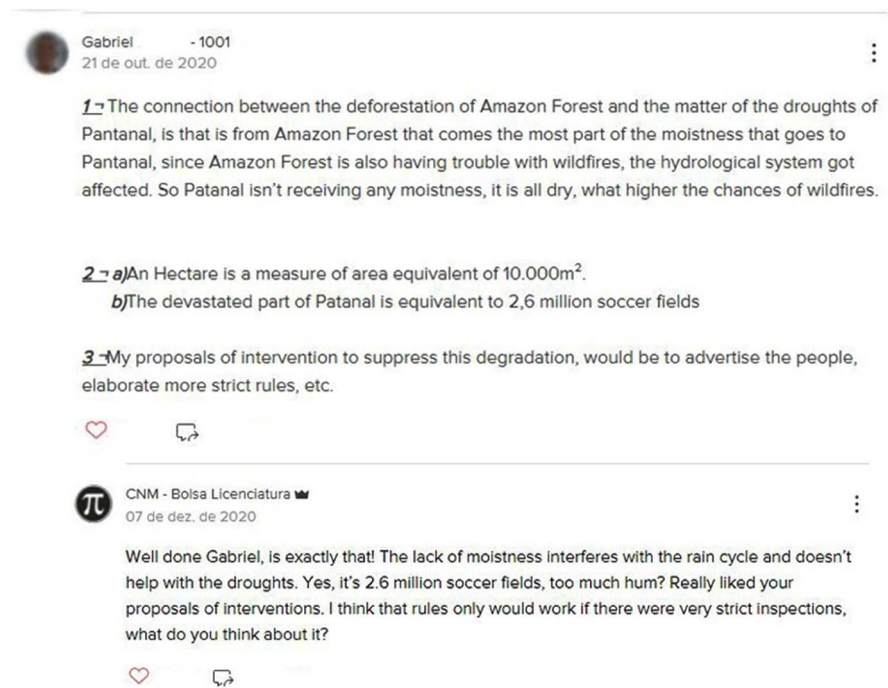 Gabriel - 1001
21 de out. de 2020
1¬ The connection between the deforestation of Amazon Forest and the matter of the droughts of
Pantanal, is that is from Amazon Forest that comes the most part of the moistness that goes to
Pantanal, since Amazon Forest is also having trouble with wildfires, the hydrological system got
affected. So Patanal isn't receiving any moistness, it is all dry, what higher the chances of wildfires.
2¬ a)An Hectare is a measure of area equivalent of 10.000m².
b)The devastated part of Patanal is equivalent to 2,6 million soccer fields
3¬My proposals of intervention to suppress this degradation, would be to advertise the people,
elaborate more strict rules, etc.
π
CNM - Bolsa Licenciatura
07 de dez. de 2020
Well done Gabriel, is exactly that! The lack of moistness interferes with the rain cycle and doesn't
help with the droughts. Yes, it's 2.6 million soccer fields, too much hum? Really liked your
proposals of interventions. I think that rules only would work if there were very strict inspections,
what do you think about it?